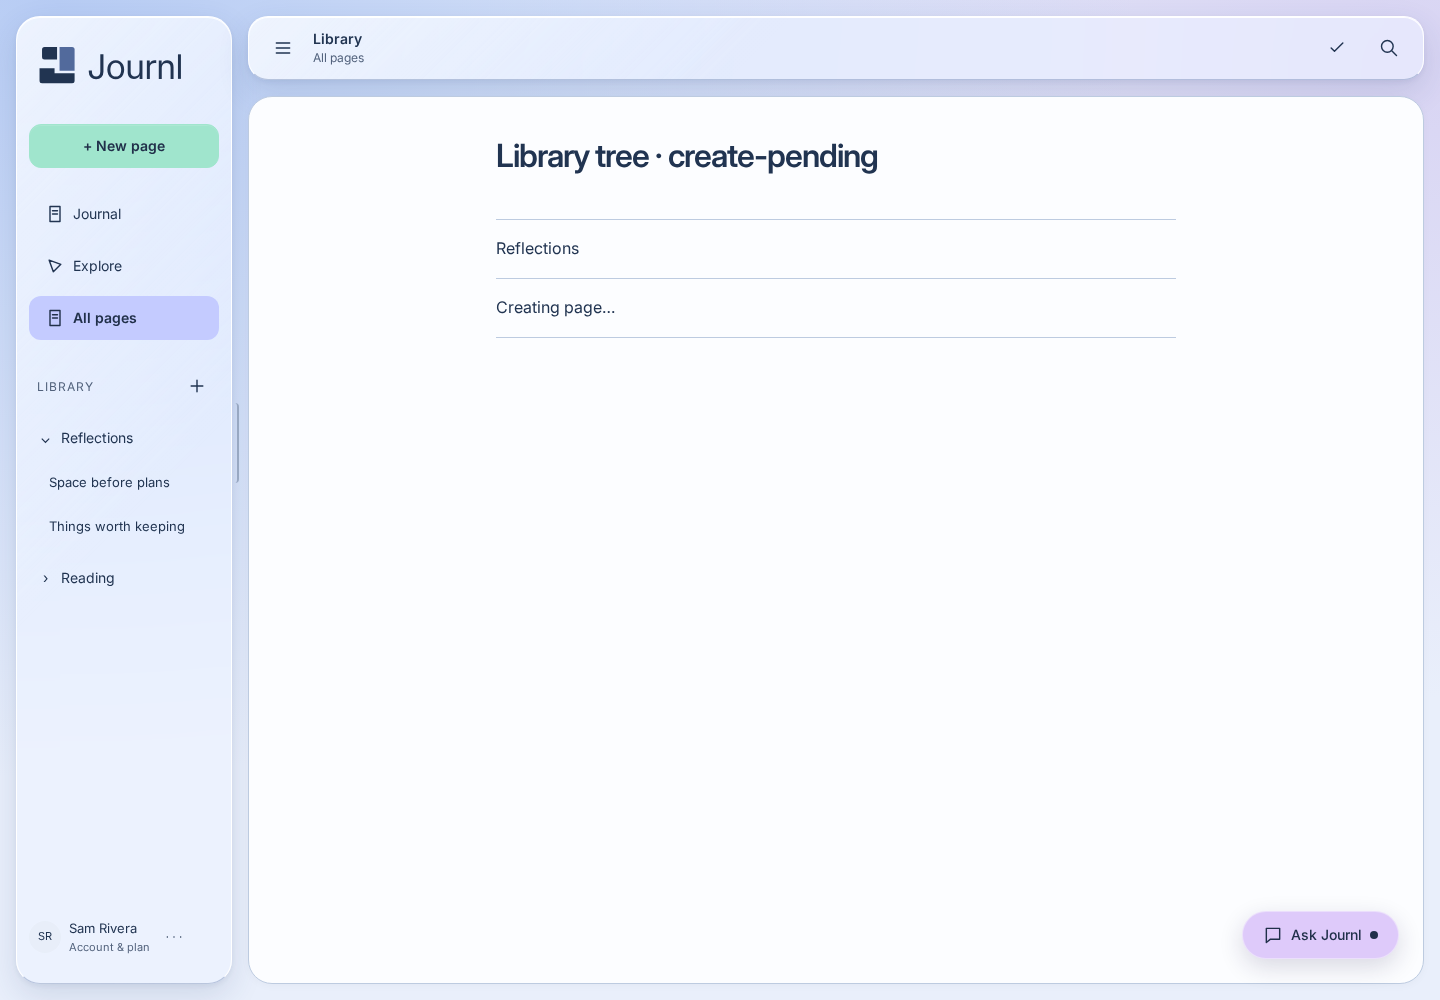 Journl
+ New page
Journal
Explore
All pages
LIBRARY
Reflections
Space before plans
Things worth keeping
Reading
SR
Sam Rivera
Account & plan
Library
All pages
Library tree · create-pending
Reflections
Creating page...
Ask Journl